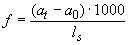 f = (a_t − a_0) · 1000 / l_s